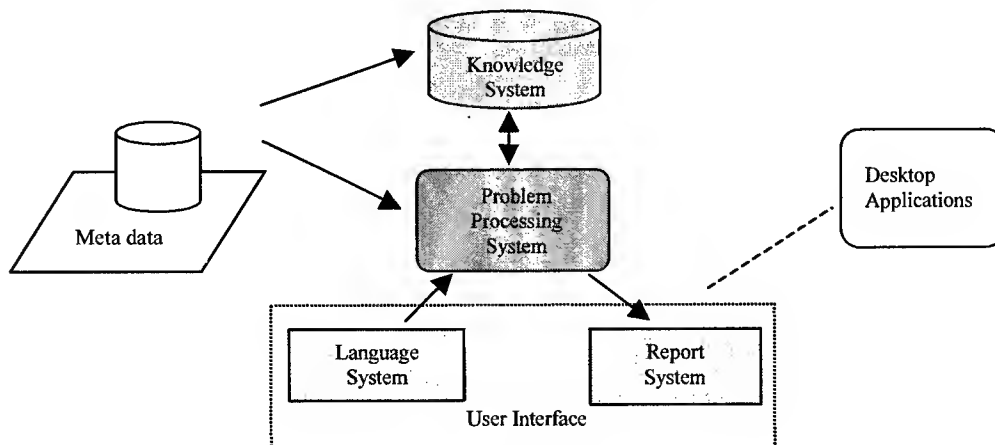 Knowledge
System
Meta data
Problem
Processing
System
Desktop
Applications
Language
System
Report
System
User Interface